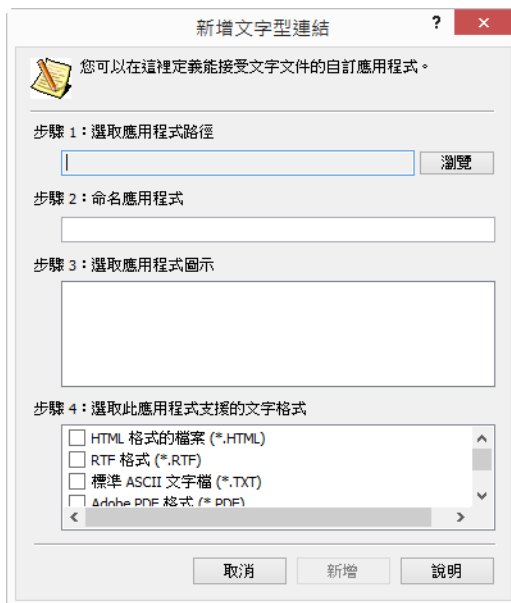 新增文字型連結
?
您可以在這裡定義能接受文字文件的自訂應用程式。
步驟 1：選取應用程式路徑
瀏覽
步驟 2：命名應用程式
步驟 3：選取應用程式圖示
步驟 4：選取此應用程式支援的文字格式
HTML 格式的檔案 (*.HTML)
RTF 格式 (*.RTF)
標準 ASCII 文字檔 (*.TXT)
Adobe PDF 格式 (*.PDF)
取消 新增 說明